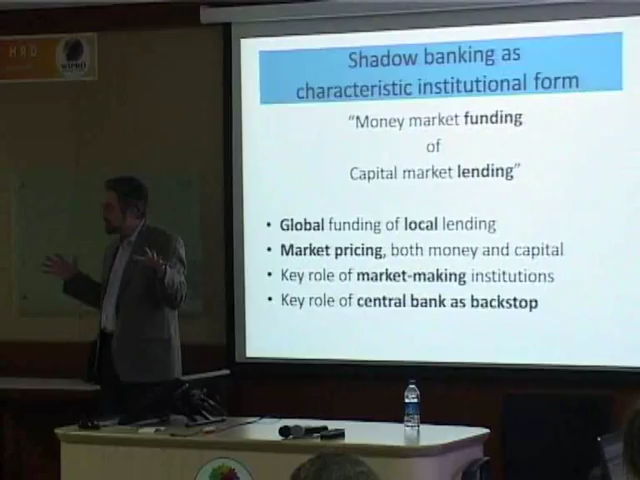 HRD
Shadow banking as
characteristic institutional form
"Money market funding
of
Capital market lending"
• Global funding of local lending
• Market pricing, both money and capital
• Key role of market-making institutions
• Key role of central bank as backstop